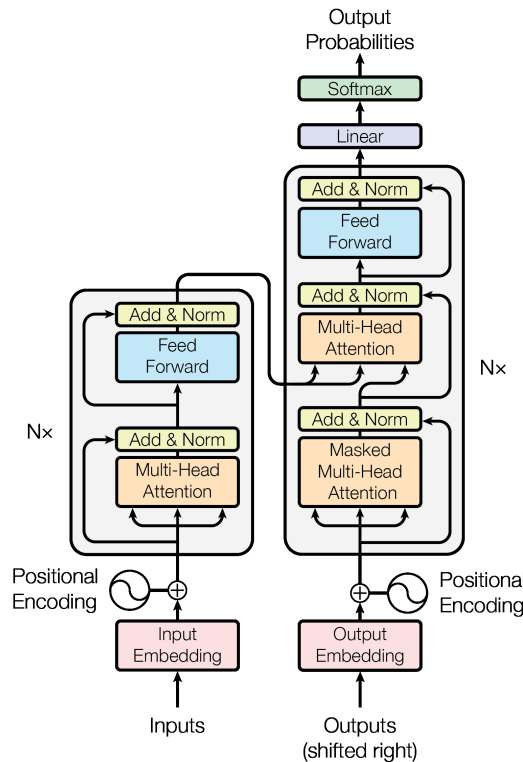 Output
Probabilities
Softmax
Linear
Add & Norm
Feed
Forward
Add & Norm
Multi-Head
Attention
Add & Norm
Masked
Multi-Head
Attention
N×
Add & Norm
Feed
Forward
Add & Norm
Multi-Head
Attention
N×
Positional
Encoding
Positiona
Encoding
Input
Embedding
Output
Embedding
Inputs
Outputs
(shifted right)